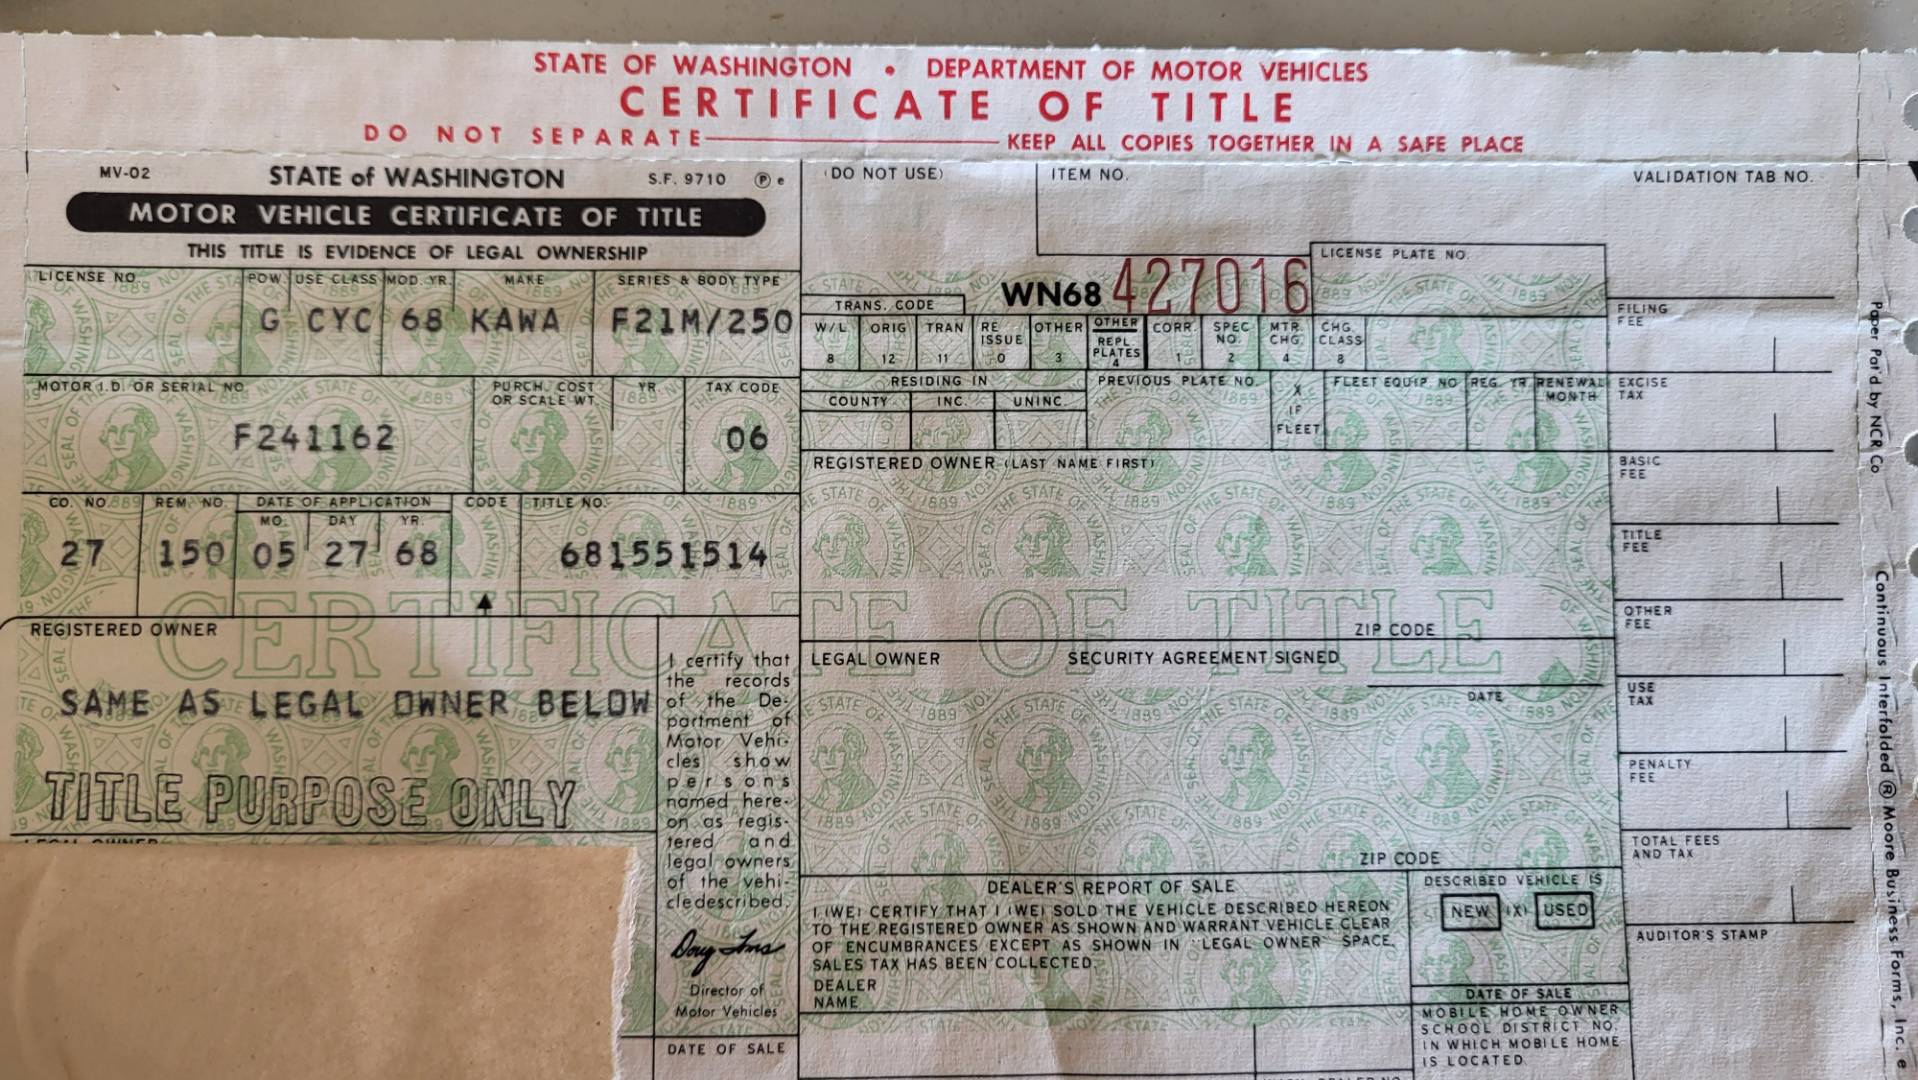 STATE OF WASHINGTON • DEPARTMENT OF MOTOR VEHICLES
CERTIFICATE OF TITLE
DO NOT SEPARATE KEEP ALL COPIES TOGETHER IN A SAFE PLACE
MV-02 STATE of WASHINGTON S.F. 9710
MOTOR VEHICLE CERTIFICATE OF TITLE
THIS TITLE IS EVIDENCE OF LEGAL OWNERSHIP
LICENSE NO. POW. USE CLASS MOD. YR. MAKE SERIES & BODY TYPE
G CYC 68 KAWA F21M/250
MOTOR I.D. OR SERIAL NO. PURCH. COST OR SCALE WT. YR. TAX CODE
F241162 06
CO. NO. REM. NO. DATE OF APPLICATION CODE TITLE NO.
MO. DAY YR.
27 150 05 27 68 681551514
CERTIFICATE OF TITLE
REGISTERED OWNER
SAME AS LEGAL OWNER BELOW
TITLE PURPOSE ONLY
LEGAL OWNER
I certify that
the records
of the De-
partment of
Motor Vehi-
cles show
persons
named here-
on as regis-
tered and
legal owners
of the vehi-
cle described.
Director of
Motor Vehicles
DATE OF SALE
(DO NOT USE) ITEM NO. VALIDATION TAB NO.
LICENSE PLATE NO.
WN68 427016
TRANS. CODE
W/L ORIG TRAN RE ISSUE OTHER OTHER REPL PLATES CORR. SPEC NO. MTR. CHG. CHG. CLASS
8 12 11 0 3 4 1 2 4 8
RESIDING IN PREVIOUS PLATE NO. X IF FLEET FLEET EQUIP. NO. REG. YR. RENEWAL MONTH
COUNTY INC. UNINC.
REGISTERED OWNER (LAST NAME FIRST)
ZIP CODE
LEGAL OWNER SECURITY AGREEMENT SIGNED
DATE
ZIP CODE
DEALER'S REPORT OF SALE
I (WE) CERTIFY THAT I (WE) SOLD THE VEHICLE DESCRIBED HEREON
TO THE REGISTERED OWNER AS SHOWN AND WARRANT VEHICLE CLEAR
OF ENCUMBRANCES EXCEPT AS SHOWN IN "LEGAL OWNER" SPACE.
SALES TAX HAS BEEN COLLECTED.
DEALER
NAME
DESCRIBED VEHICLE IS
NEW (X) USED
DATE OF SALE
MOBILE HOME OWNER
SCHOOL DISTRICT NO.
IN WHICH MOBILE HOME
IS LOCATED.
FILING
FEE
EXCISE
TAX
BASIC
FEE
TITLE
FEE
OTHER
FEE
USE
TAX
PENALTY
FEE
TOTAL FEES
AND TAX
AUDITOR'S STAMP
Paper Pat'd by NCR Co.
Continuous Interfolded ® Moore Business Forms, Inc. e